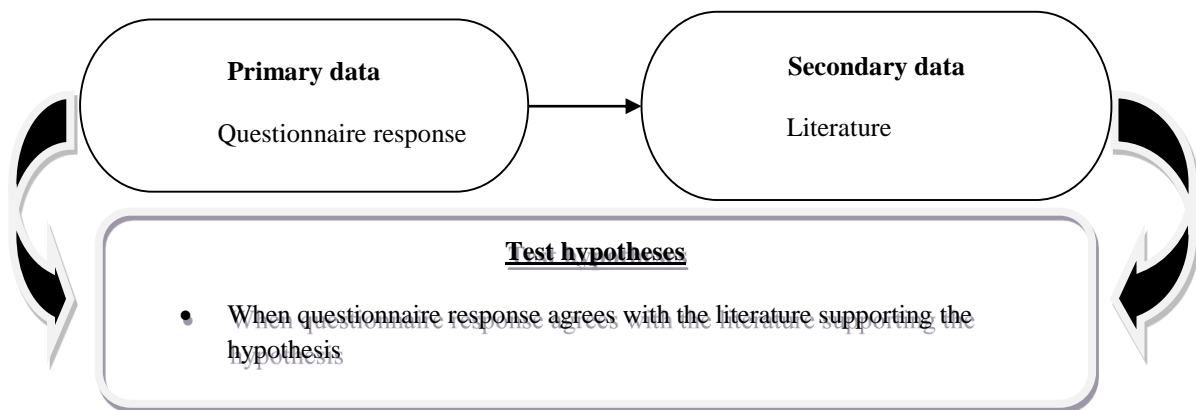 Primary data
Questionnaire response
Secondary data
Literature
Test hypotheses
• When questionnaire response agrees with the literature supporting the
hypothesis